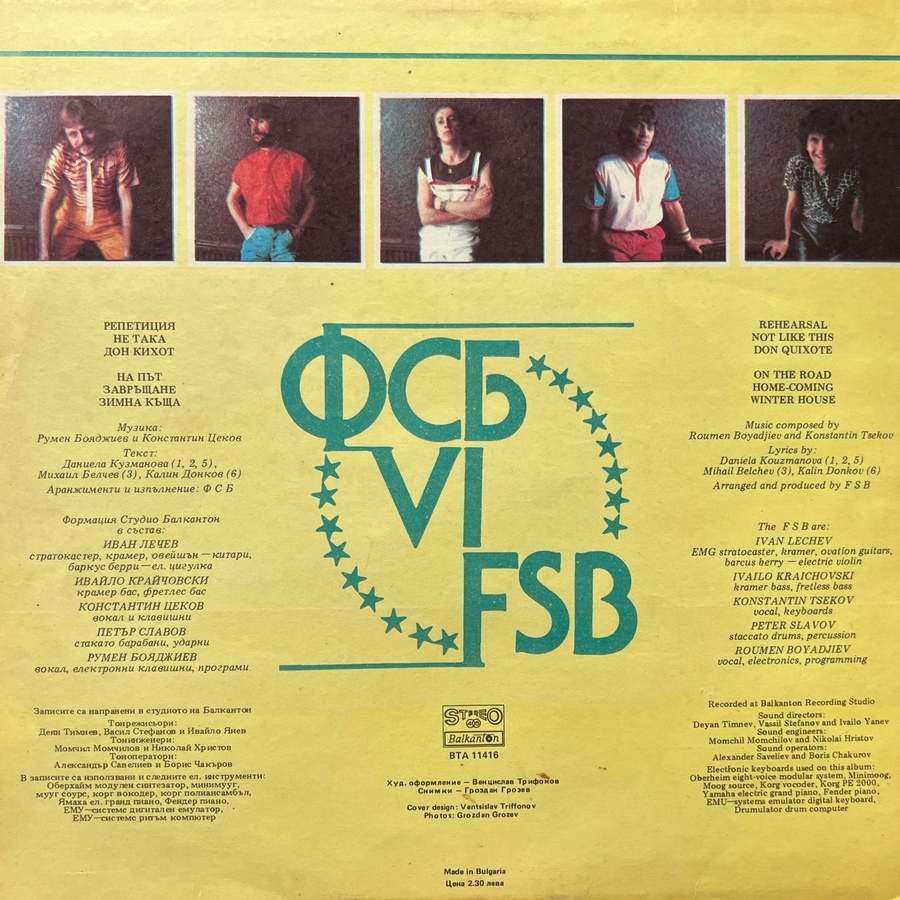 РЕПЕТИЦИЯ
НЕ ТАКА
ДОН КИХОТ
НА ПЪТ
ЗАВРЪЩАНЕ
ЗИМНА КЪЩА
Музика:
Румен Бояджиев и Константин Цеков
Текст:
Даниела Кузманова (1, 2, 5),
Михаил Белчев (3), Калин Донков (6)
Аранжименти и изпълнение: Ф С Б
Формация Студио Балкантон
в състав:
ИВАН ЛЕЧЕВ
стратокастер, крамер, овейшън — китари,
баркус берри — ел. цигулка
ИВАЙЛО КРАЙЧОВСКИ
крамер бас, фретлес бас
КОНСТАНТИН ЦЕКОВ
вокал и клавишни
ПЕТЪР СЛАВОВ
стакато барабани, ударни
РУМЕН БОЯДЖИЕВ
вокал, електронни клавишни, програми
Записите са направени в студиото на Балкантон
Тонрежисьори:
Деян Тимнев, Васил Стефанов и Ивайло Янев
Тонинженери:
Момчил Момчилов и Николай Христов
Тоноператори:
Александър Савелиев и Борис Чакъров
В записите са използвани и следните ел. инструменти:
Оберхайм модулен синтезатор, минимууг,
мууг соурс, корг вокодер, корг полиансамбъл,
Ямаха ел. гранд пиано, Фендер пиано,
ЕМУ—системс дигитален емулатор,
ЕМУ—системс ритъм компютер
ФСБ
VI
FSB
STEREO
Balkanton
ВТА 11416
Худ. оформление — Венцислав Трифонов
Снимки — Гроздан Грозев
Cover design: Ventsislav Triffonov
Photos: Grozdan Grozev
Made in Bulgaria
Цена 2.30 лева
REHEARSAL
NOT LIKE THIS
DON QUIXOTE
ON THE ROAD
HOME-COMING
WINTER HOUSE
Music composed by
Roumen Boyadjiev and Konstantin Tsekov
Lyrics by:
Daniela Kouzmanova (1, 2, 5)
Mihail Belchev (3), Kalin Donkov (6)
Arranged and produced by F S B
The F S B are:
IVAN LECHEV
EMG stratocaster, kramer, ovation guitars,
barcus berry — electric violin
IVAILO KRAICHOVSKI
kramer bass, fretless bass
KONSTANTIN TSEKOV
vocal, keyboards
PETER SLAVOV
staccato drums, percussion
ROUMEN BOYADJIEV
vocal, electronics, programming
Recorded at Balkanton Recording Studio
Sound directors:
Deyan Timnev, Vassil Stefanov and Ivailo Yanev
Sound engineers:
Momchil Momchilov and Nikolai Hristov
Sound operators:
Alexander Saveliev and Boris Chakurov
Electronic keyboards used on this album:
Oberheim eight-voice modular system, Minimoog,
Moog source, Korg vocoder, Korg PE 2000,
Yamaha electric grand piano, Fender piano,
EMU—systems emulator digital keyboard,
Drumulator drum computer